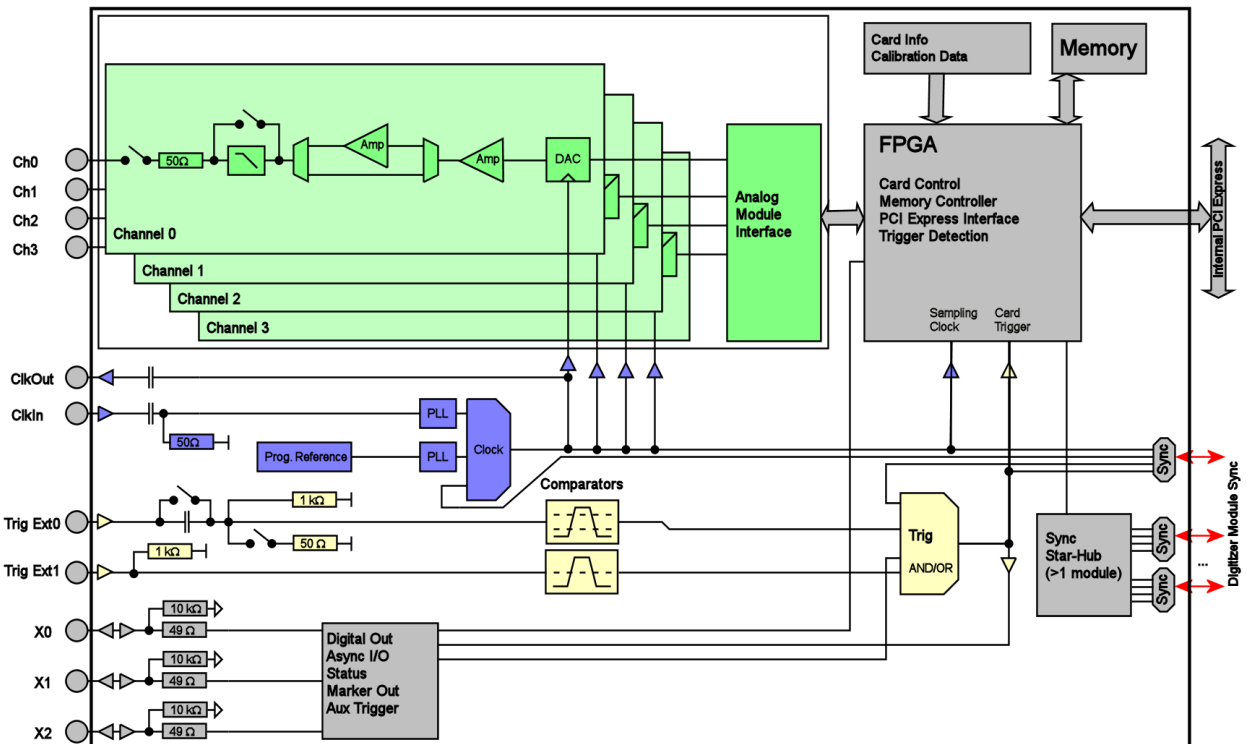 Card Info
Calibration Data
Memory
FPGA
Card Control
Memory Controller
PCI Express Interface
Trigger Detection
Sampling
Clock
Card
Trigger
Internal PCI Express
Ch0
Ch1
Ch2
Ch3
50Ω
Amp
Amp
DAC
Channel 0
Channel 1
Channel 2
Channel 3
Analog
Module
Interface
ClkOut
ClkIn
50Ω
PLL
Prog. Reference
PLL
Clock
Sync
Comparators
Trig Ext0
1 kΩ
50 Ω
Trig Ext1
1 kΩ
Trig
AND/OR
Sync
Star-Hub
(>1 module)
Sync
...
Sync
Digitizer Module Sync
X0
10 kΩ
49 Ω
X1
10 kΩ
49 Ω
X2
10 kΩ
49 Ω
Digital Out
Async I/O
Status
Marker Out
Aux Trigger